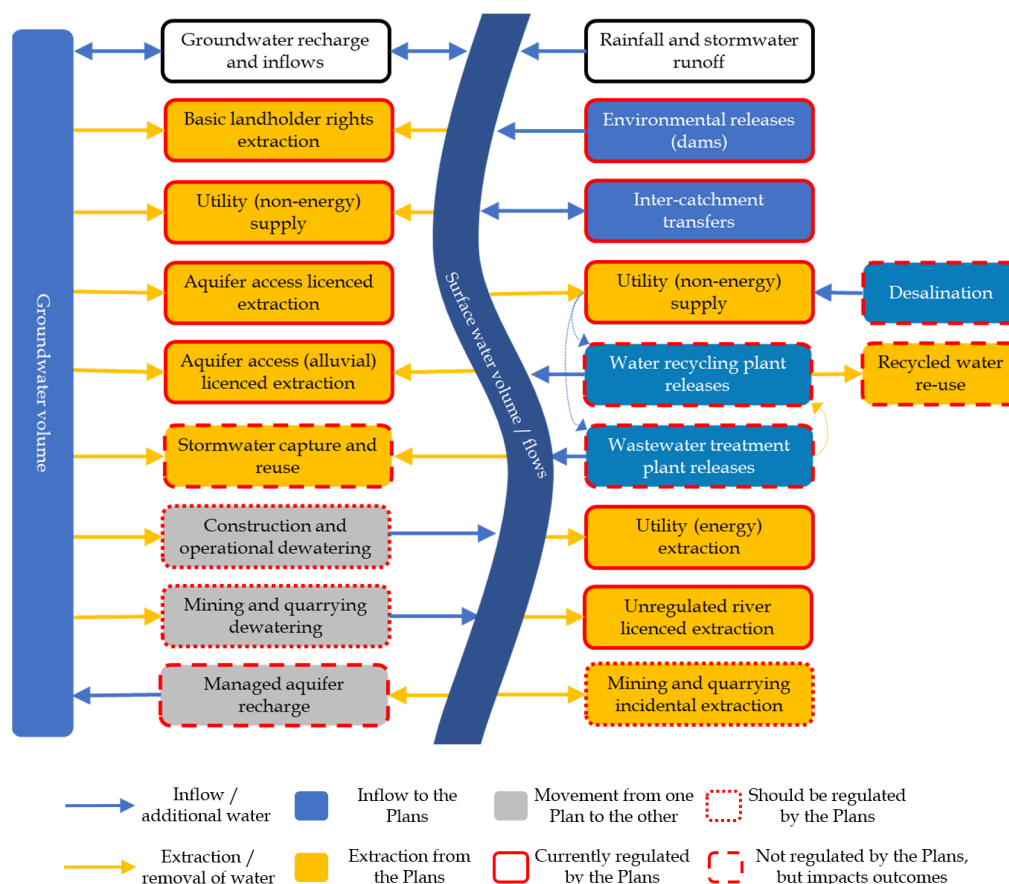 Groundwater volume
Groundwater recharge
and inflows
Basic landholder rights
extraction
Utility (non-energy)
supply
Aquifer access licenced
extraction
Aquifer access (alluvial)
licenced extraction
Stormwater capture and
reuse
Construction and
operational dewatering
Mining and quarrying
dewatering
Managed aquifer
recharge
Surface water volume / flows
Rainfall and stormwater
runoff
Environmental releases
(dams)
Inter-catchment
transfers
Utility (non-energy)
supply
Desalination
Water recycling plant
releases
Recycled water
re-use
Wastewater treatment
plant releases
Utility (energy)
extraction
Unregulated river
licenced extraction
Mining and quarrying
incidental extraction
Inflow /
additional water
Inflow to the
Plans
Movement from one
Plan to the other
Should be regulated
by the Plans
Extraction /
removal of water
Extraction from
the Plans
Currently regulated
by the Plans
Not regulated by the Plans,
but impacts outcomes